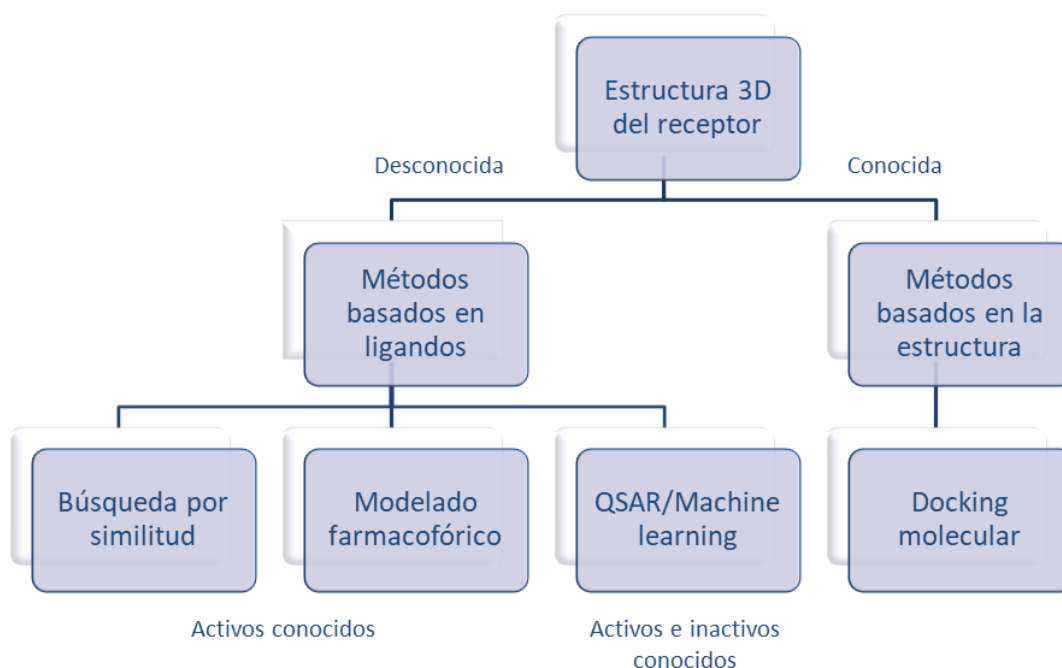 Estructura 3D
del receptor
Desconocida
Conocida
Métodos
basados en
ligandos
Métodos
basados en la
estructura
Búsqueda por
similitud
Modelado
farmacofórico
QSAR/Machine
learning
Docking
molecular
Activos conocidos
Activos e inactivos
conocidos